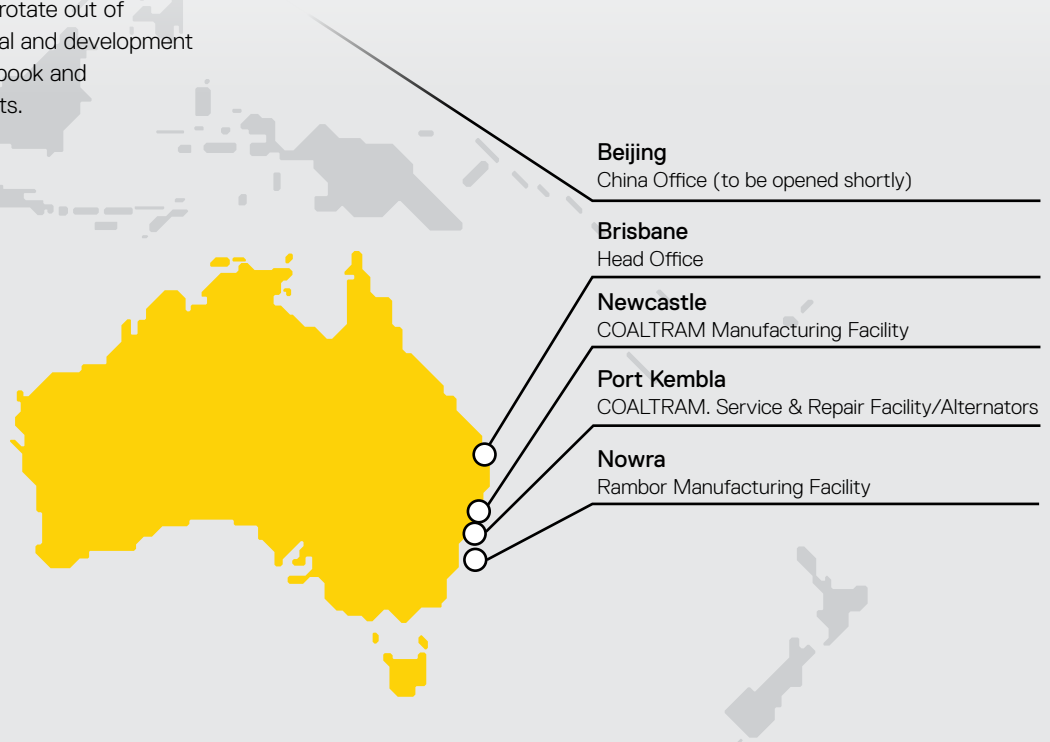 rotate out of
al and development
book and
ts.
Beijing
China Office (to be opened shortly)
Brisbane
Head Office
Newcastle
COALTRAM Manufacturing Facility
Port Kembla
COALTRAM. Service & Repair Facility/Alternators
Nowra
Rambor Manufacturing Facility